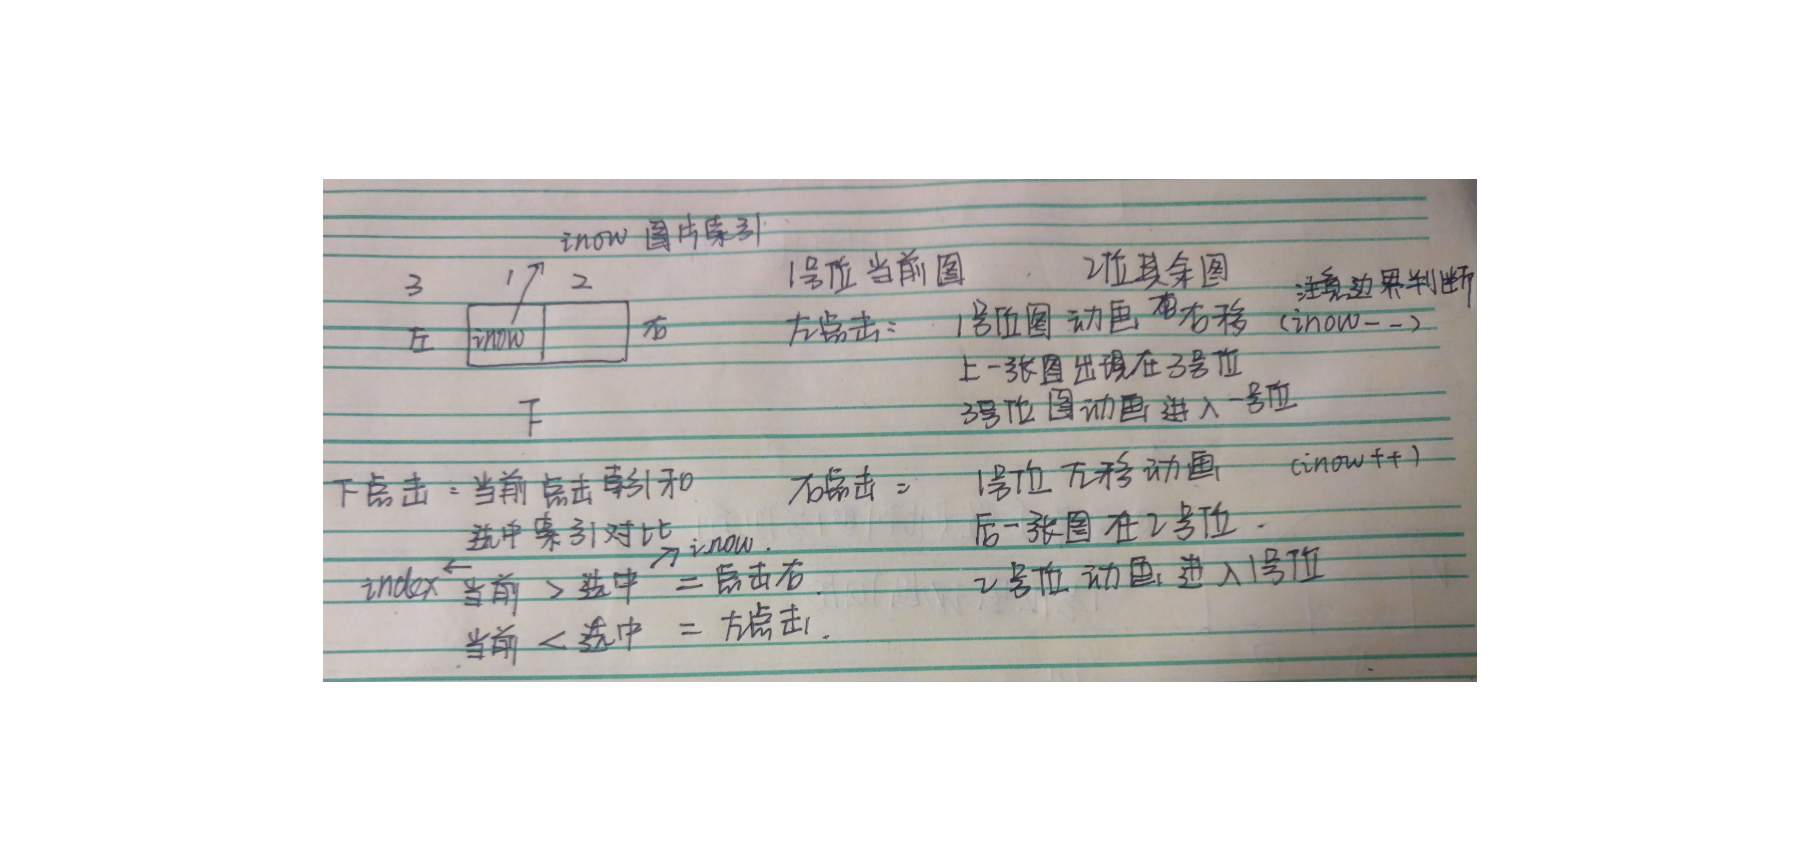 inow 图片索引
3 1 2
左 inow 右
下
1号位当前图 2位其余图
注意边界判断
左点击: 1号位图动画右移 (inow--)
上一张图出现在3号位
3号位图动画进入一号位
下点击: 当前点击索引和
选中索引对比
inow.
index 当前 > 选中 = 点击右.
当前 < 选中 = 左点击.
右点击: 1号位左移动画 (inow++)
后一张图在2号位.
2号位动画进入1号位